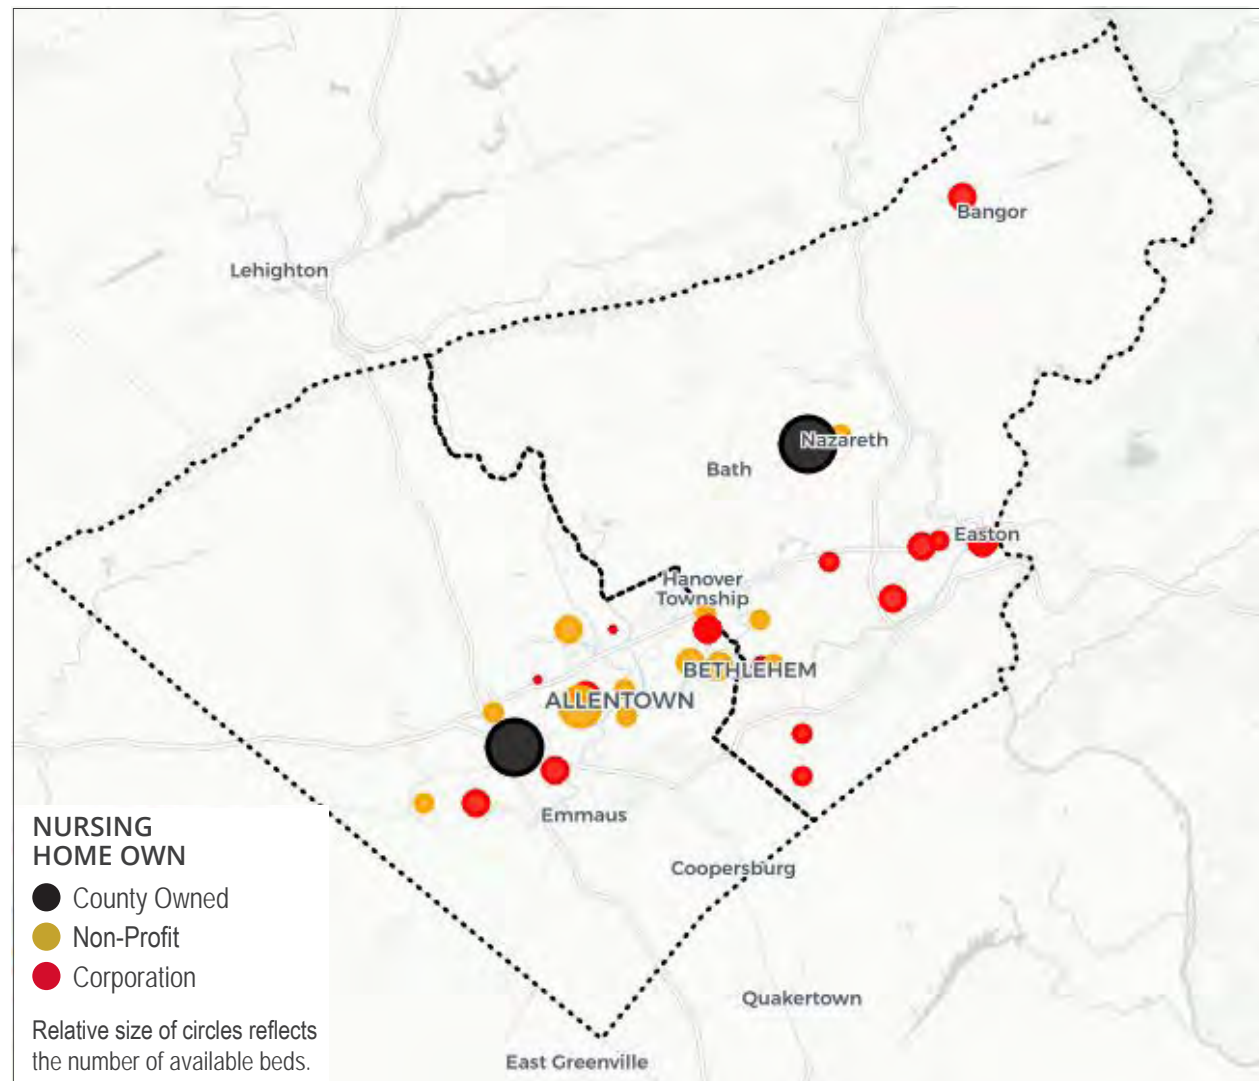 Bangor
Lehighton
Nazareth
Bath
Easton
Hanover
Township
BETHLEHEM
ALLENTOWN
Emmaus
Coopersburg
Quakertown
East Greenville
NURSING
HOME OWN
County Owned
Non-Profit
Corporation
Relative size of circles reflects
the number of available beds.